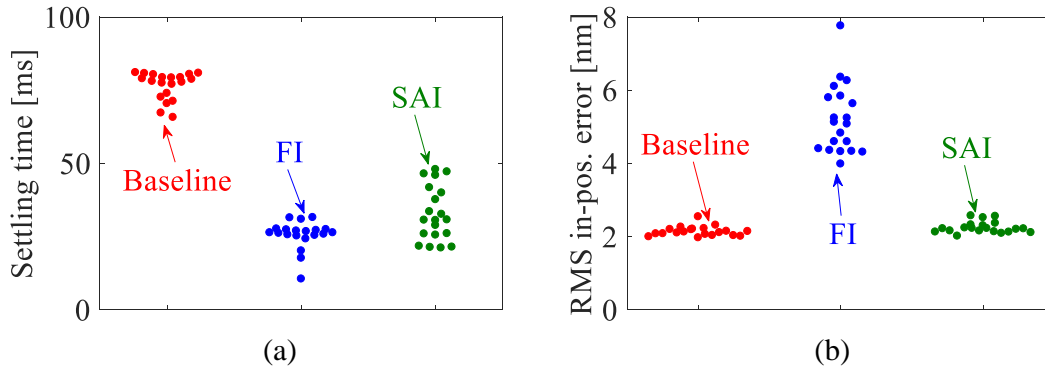 Settling time [ms]
100
50
0
Baseline
FI
SAI
(a)
RMS in-pos. error [nm]
8
6
4
2
0
Baseline
FI
SAI
(b)